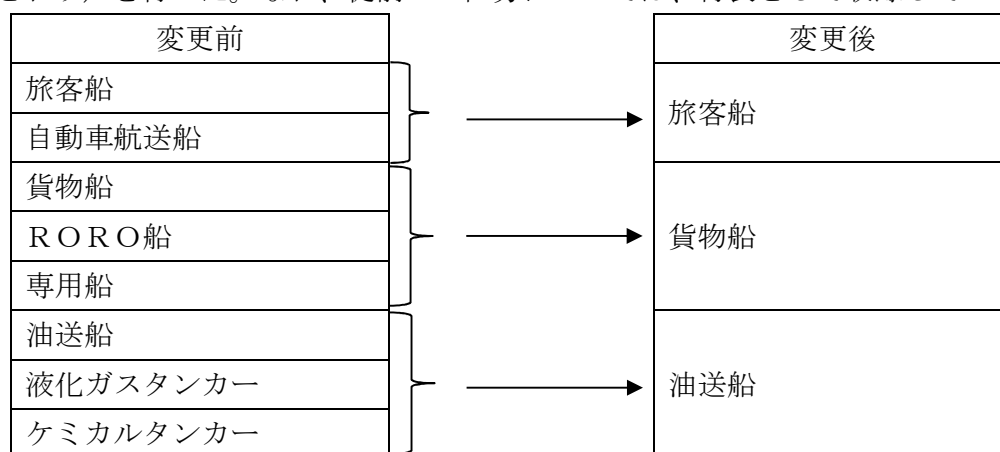 変更前
旅客船
自動車航送船
貨物船
ＲＯＲＯ船
専用船
油送船
液化ガスタンカー
ケミカルタンカー
変更後
旅客船
貨物船
油送船